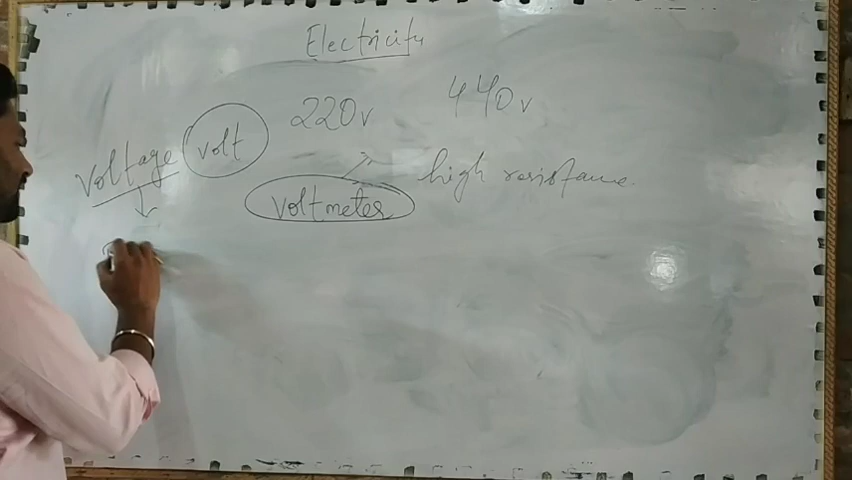 Electricity
220v 440v
Voltage volt
high resistance
Voltmeter